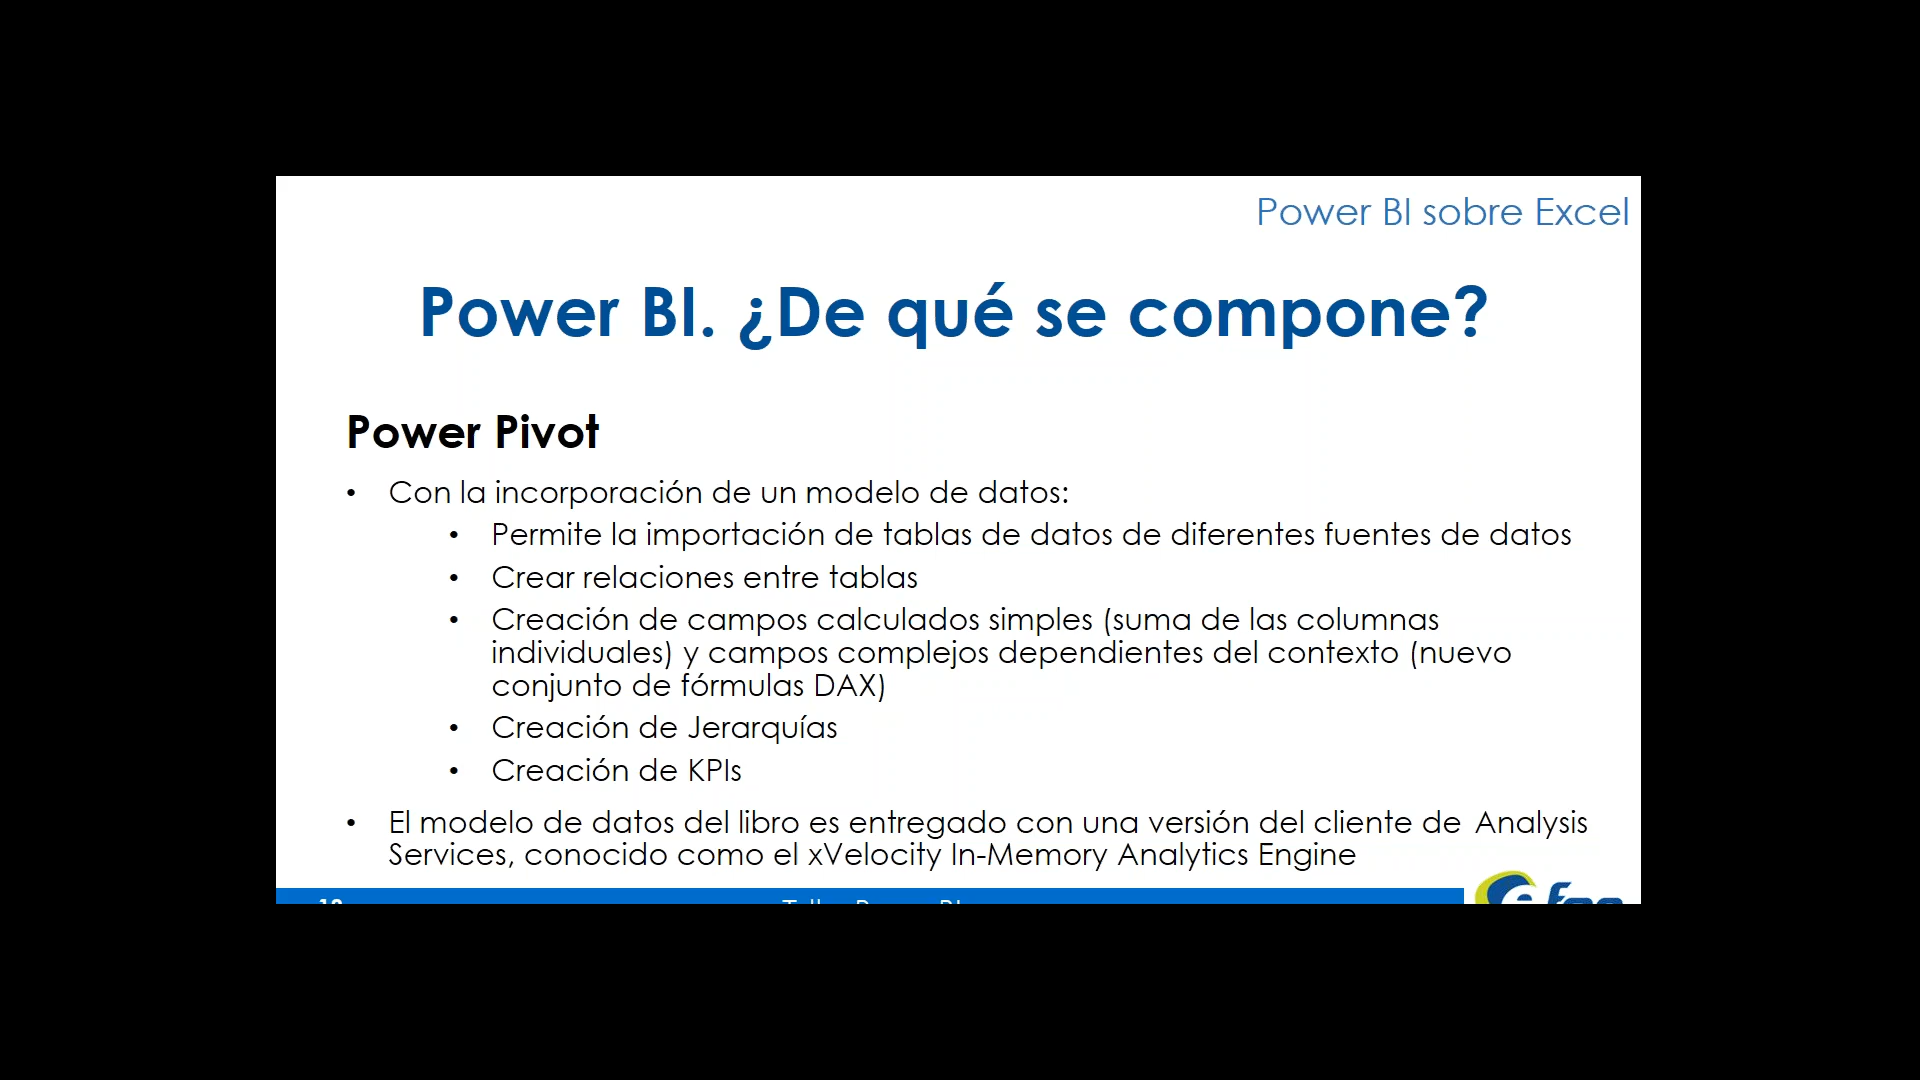 Power BI sobre Excel
Power BI. ¿De qué se compone?
Power Pivot
• Con la incorporación de un modelo de datos:
• Permite la importación de tablas de datos de diferentes fuentes de datos
• Crear relaciones entre tablas
• Creación de campos calculados simples (suma de las columnas
individuales) y campos complejos dependientes del contexto (nuevo
conjunto de fórmulas DAX)
• Creación de Jerarquías
• Creación de KPIs
• El modelo de datos del libro es entregado con una versión del cliente de Analysis
Services, conocido como el xVelocity In-Memory Analytics Engine